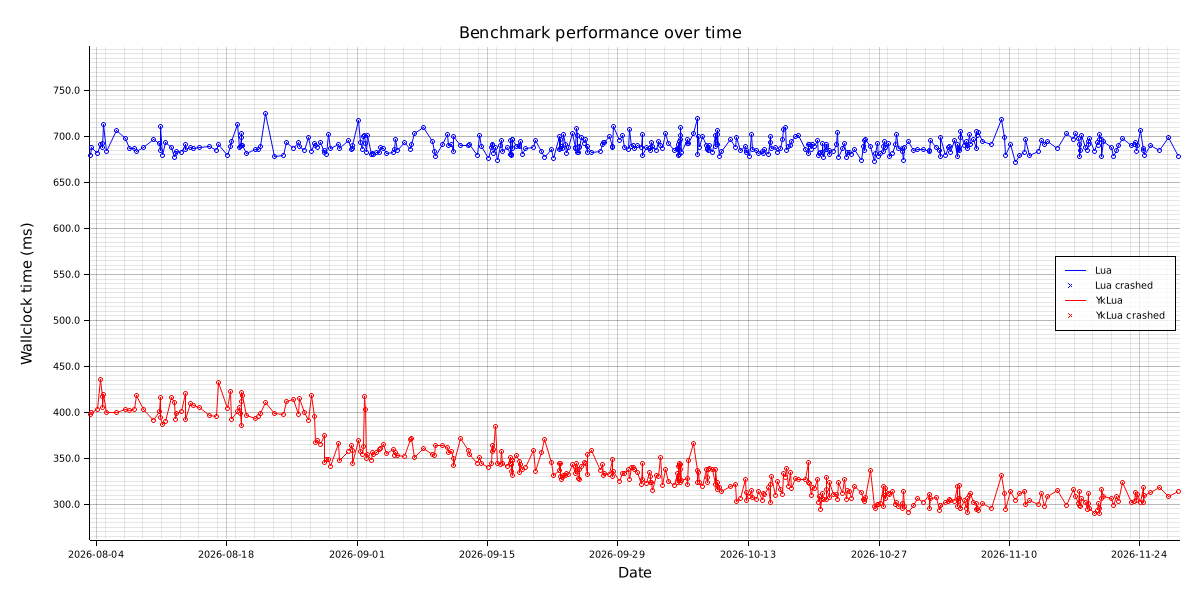 Benchmark performance over time
Wallclock time (ms)
750.0
700.0
650.0
600.0
550.0
500.0
450.0
400.0
350.0
300.0
Lua
Lua crashed
YkLua
YkLua crashed
2026-08-04 2026-08-18 2026-09-01 2026-09-15 2026-09-29 2026-10-13 2026-10-27 2026-11-10 2026-11-24
Date